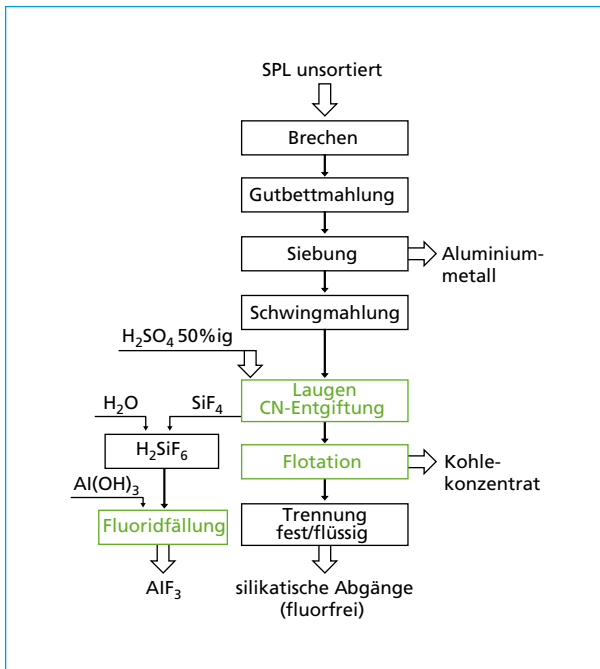 SPL unsortiert
Brechen
Gutbettmahlung
Siebung
Aluminium-
metall
Schwingmahlung
H₂SO₄ 50%ig
Laugen
CN-Entgiftung
H₂O
SiF₄
H₂SiF₆
Flotation
Kohle-
konzentrat
Al(OH)₃
Fluoridfällung
Trennung
fest/flüssig
AlF₃
silikatische Abgänge
(fluorfrei)